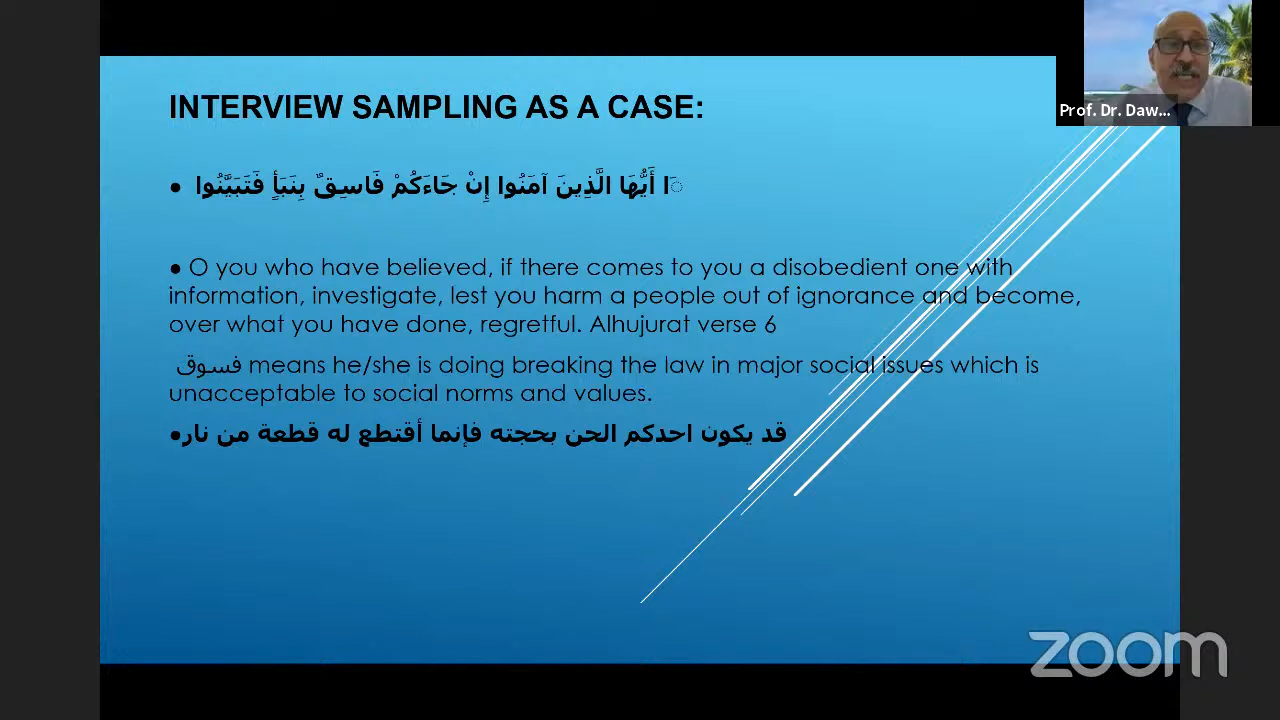 INTERVIEW SAMPLING AS A CASE:
Prof. Dr. Daw...
● َا أَيُّهَا الَّذِينَ آمَنُوا إِنْ جَاءَكُمْ فَاسِقٌ بِنَبَأٍ فَتَبَيَّنُوا
● O you who have believed, if there comes to you a disobedient one with
information, investigate, lest you harm a people out of ignorance and become,
over what you have done, regretful. Alhujurat verse 6
فسوق means he/she is doing breaking the law in major social issues which is
unacceptable to social norms and values.
● قد يكون احدكم الحن بحجته فإنما أقتطع له قطعة من نار
zoom